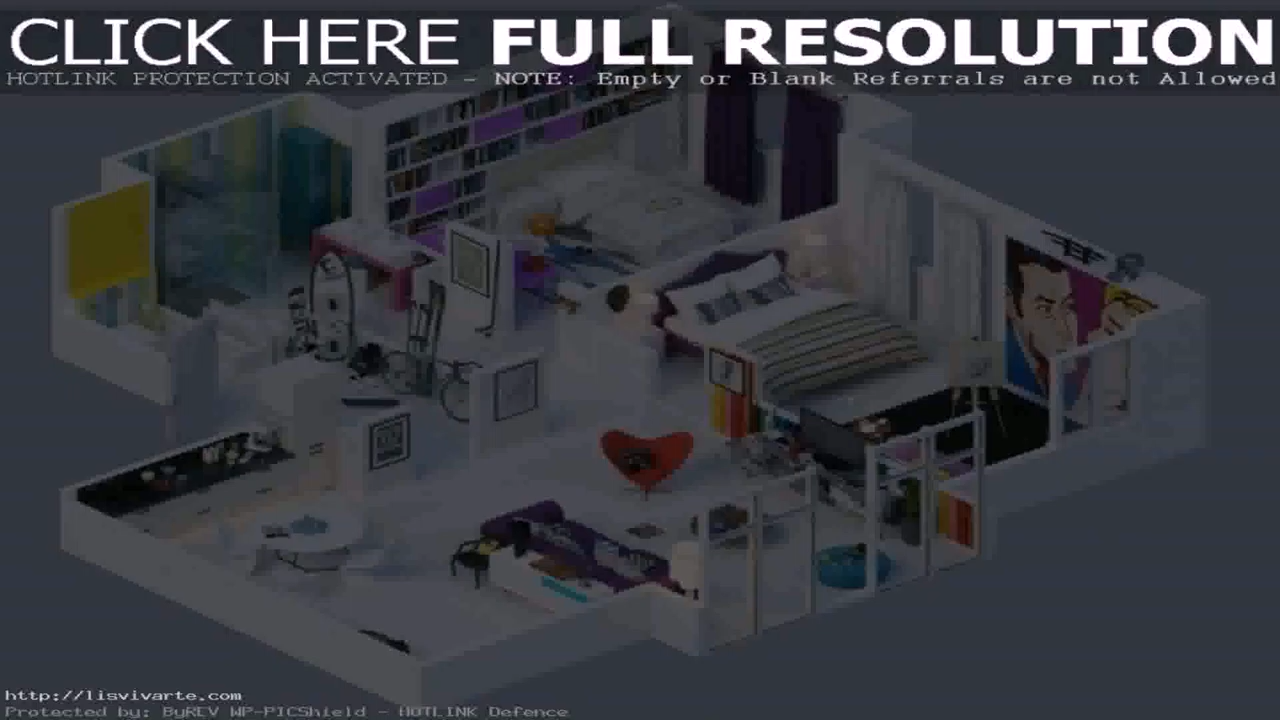 CLICK HERE FULL RESOLUTION
HOTLINK PROTECTION ACTIVATED - NOTE: Empty or Blank Referrals are not Allowed
http://lisvivarte.com
Protected by: ByREV WP-PICShield - HOTLINK Defence